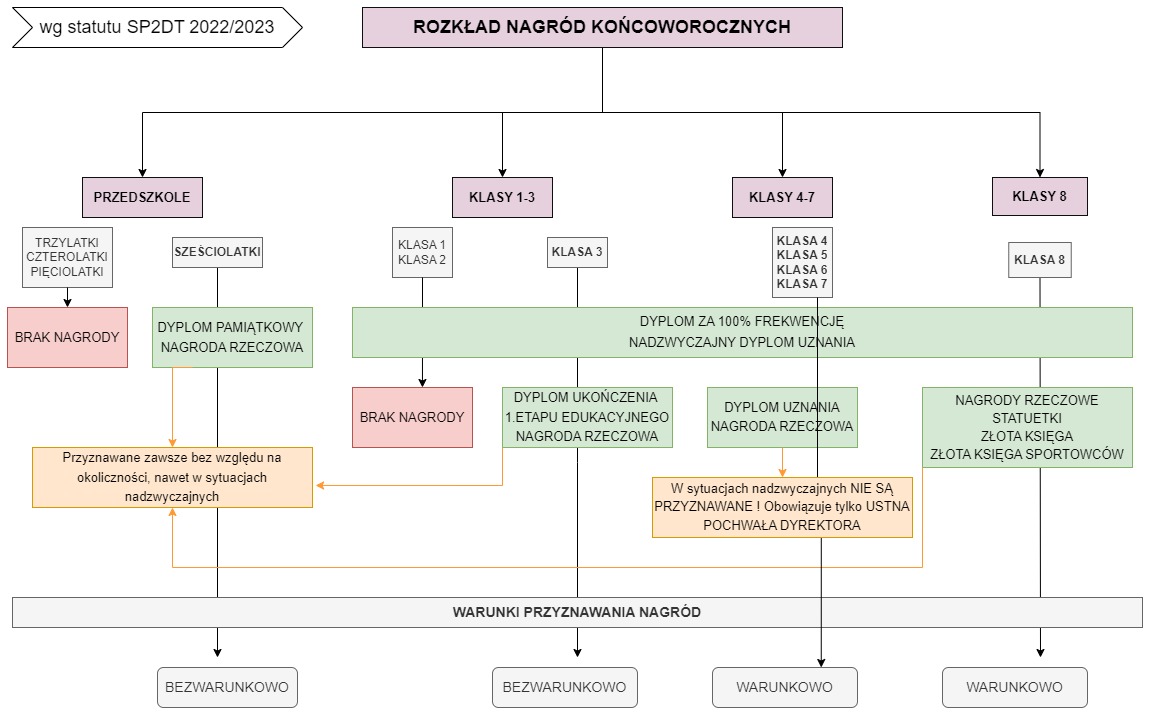 wg statutu SP2DT 2022/2023
ROZKŁAD NAGRÓD KOŃCOWOROCZNYCH
PRZEDSZKOLE
KLASY 1-3
KLASY 4-7
KLASY 8
TRZYLATKI
CZTEROLATKI
PIĘCIOLATKI
SZEŚCIOLATKI
KLASA 1
KLASA 2
KLASA 3
KLASA 4
KLASA 5
KLASA 6
KLASA 7
KLASA 8
BRAK NAGRODY
DYPLOM PAMIĄTKOWY
NAGRODA RZECZOWA
DYPLOM ZA 100% FREKWENCJĘ
NADZWYCZAJNY DYPLOM UZNANIA
BRAK NAGRODY
DYPLOM UKOŃCZENIA
1.ETAPU EDUKACYJNEGO
NAGRODA RZECZOWA
DYPLOM UZNANIA
NAGRODA RZECZOWA
NAGRODY RZECZOWE
STATUETKI
ZŁOTA KSIĘGA
ZŁOTA KSIĘGA SPORTOWCÓW
Przyznawane zawsze bez względu na
okoliczności, nawet w sytuacjach
nadzwyczajnych
W sytuacjach nadzwyczajnych NIE SĄ
PRZYZNAWANE ! Obowiązuje tylko USTNA
POCHWAŁA DYREKTORA
WARUNKI PRZYZNAWANIA NAGRÓD
BEZWARUNKOWO
BEZWARUNKOWO
WARUNKOWO
WARUNKOWO